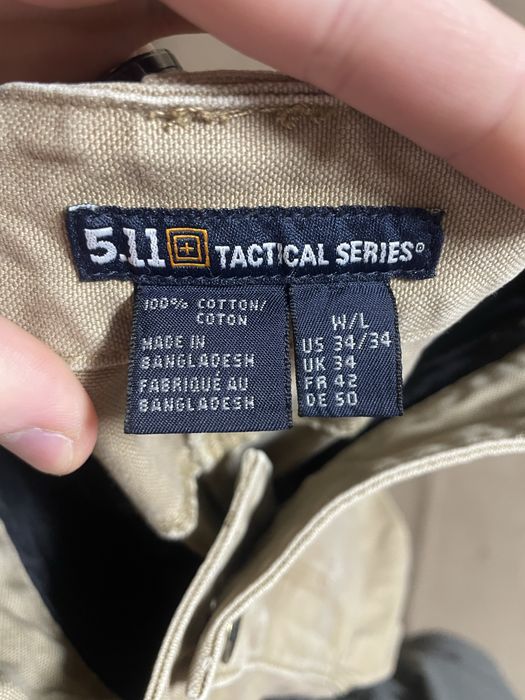 5.11 TACTICAL SERIES®
100% COTTON/
COTON
MADE IN
BANGLADESH
FABRIQUÉ AU
BANGLADESH
W/L
US 34/34
UK 34
FR 42
DE 50